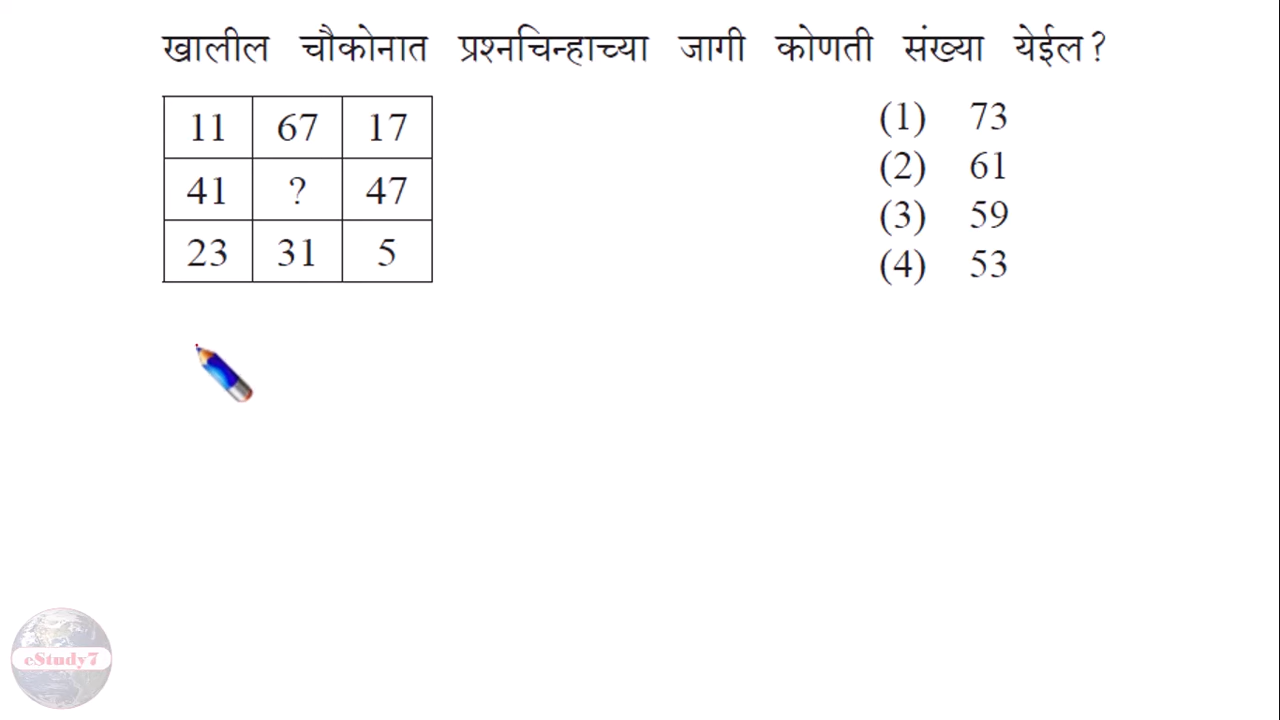 खालील चौकोनात प्रश्नचिन्हाच्या जागी कोणती संख्या येईल?
11 67 17
41 ? 47
23 31 5
(1) 73
(2) 61
(3) 59
(4) 53
eStudy7